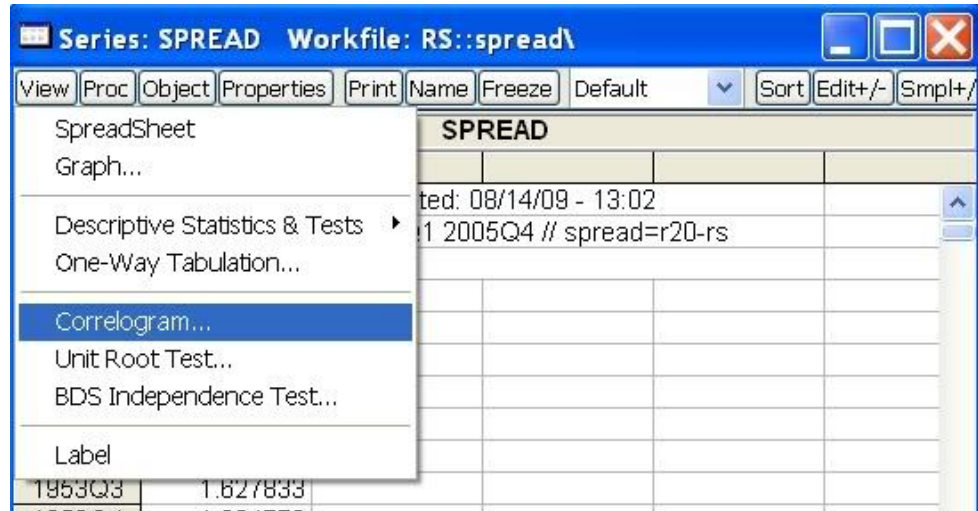 Series: SPREAD Workfile: RS::spread\
View Proc Object Properties Print Name Freeze Default Sort Edit+/- Smpl+/
SpreadSheet
SPREAD
Graph...
ted: 08/14/09 - 13:02
Descriptive Statistics & Tests
1 2005Q4 // spread=r20-rs
One-Way Tabulation...
Correlogram...
Unit Root Test...
BDS Independence Test...
Label
1953Q3 1.627833